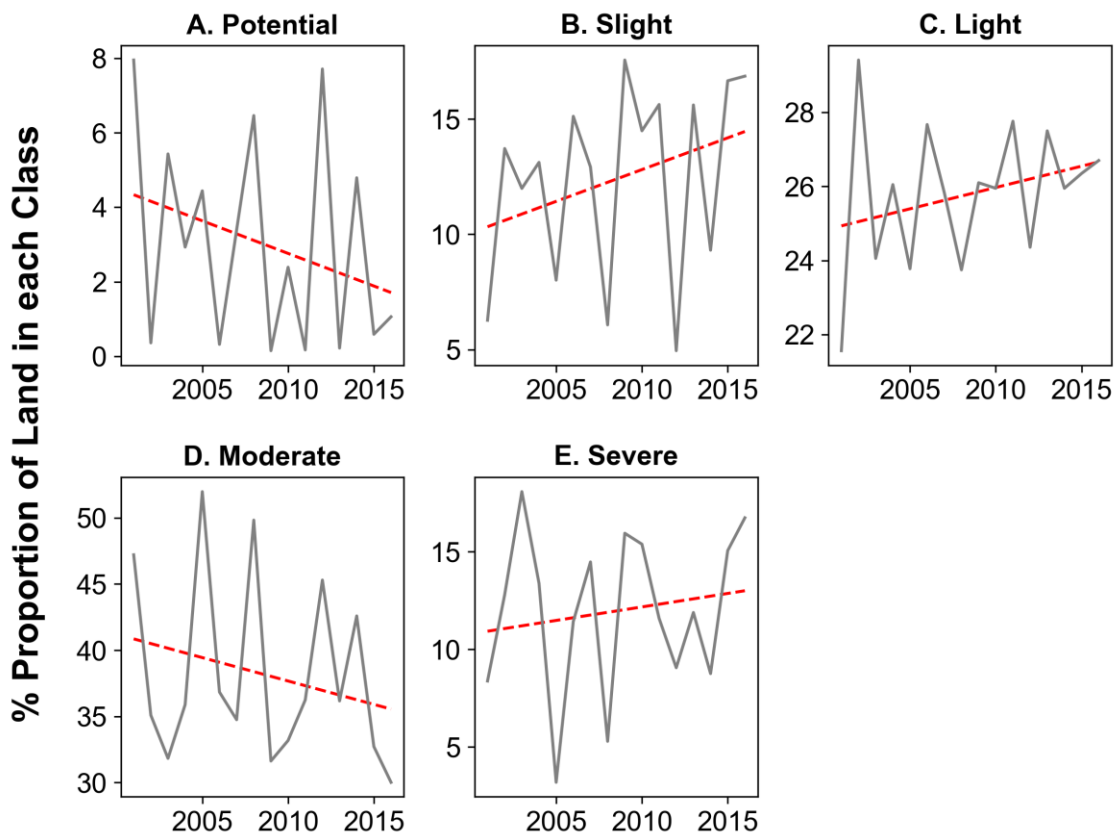 % Proportion of Land in each Class
A. Potential
8
6
4
2
0
2005 2010 2015
B. Slight
15
10
5
2005 2010 2015
C. Light
28
26
24
22
2005 2010 2015
D. Moderate
50
45
40
35
30
2005 2010 2015
E. Severe
15
10
5
2005 2010 2015